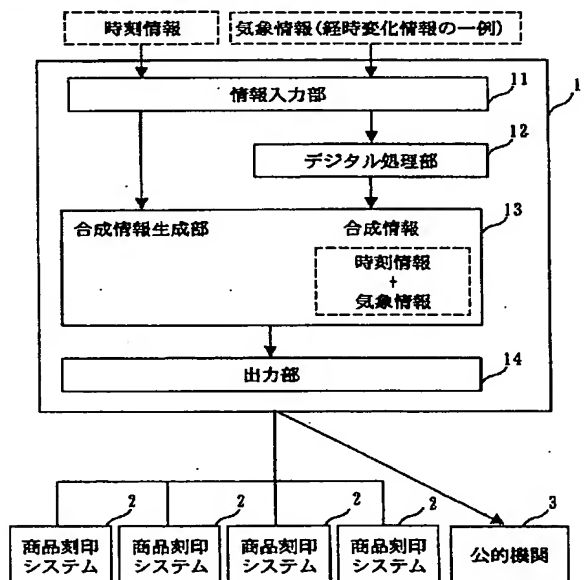 時刻情報
気象情報(経時変化情報の一例)
情報入力部
11
1
デジタル処理部
12
合成情報生成部
合成情報
13
時刻情報
+
気象情報
出力部
14
2
2
2
2
3
商品刻印
システム
商品刻印
システム
商品刻印
システム
商品刻印
システム
公的機関